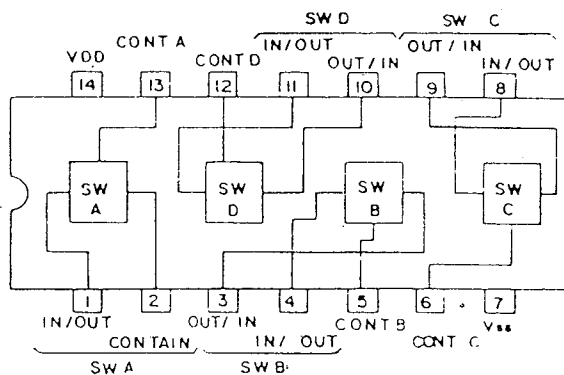 SW D SW C
CONT A IN/OUT OUT/IN
VDD CONT D OUT/IN IN/OUT
14 13 12 11 10 9 8
SW A
SW D
SW B
SW C
1 2 3 4 5 6 7
IN/OUT OUT/IN CONT B Vss
CONTAIN IN/OUT CONT C
SW A SW B